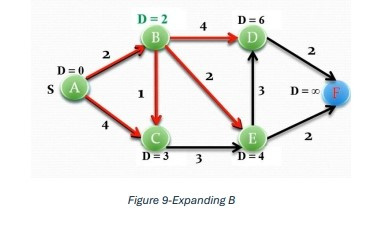 D = 2
4
D = 6
B
D
2
2
D = 0
2
S
A
1
3
D = ∞
F
4
2
C
E
D = 3
3
D = 4
Figure 9-Expanding B